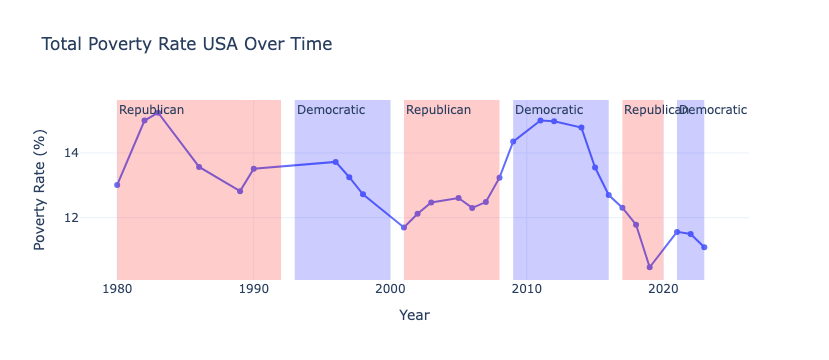 Total Poverty Rate USA Over Time
Republican
Democratic
Republican
Democratic
Republican
Democratic
Poverty Rate (%)
14
12
1980
1990
2000
2010
2020
Year